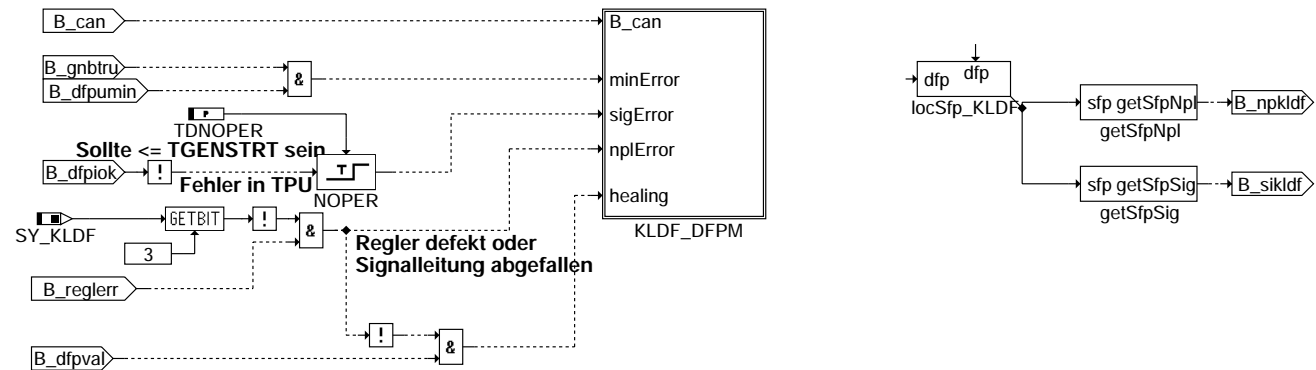 B_can
B_can
B_gnbtru
&
minError
B_dfpumin
P
TDNOPER
sigError
Sollte <= TGENSTRT sein
nplError
B_dfpiok
!
T
Fehler in TPU
NOPER
healing
SY_KLDF
GETBIT
!
&
KLDF_DFPM
3
Regler defekt oder
Signalleitung abgefallen
B_reglerr
!
&
B_dfpval
dfp
dfp
locSfp_KLDF
sfp getSfpNpl
B_npkldf
getSfpNpl
sfp getSfpSig
B_sikldf
getSfpSig